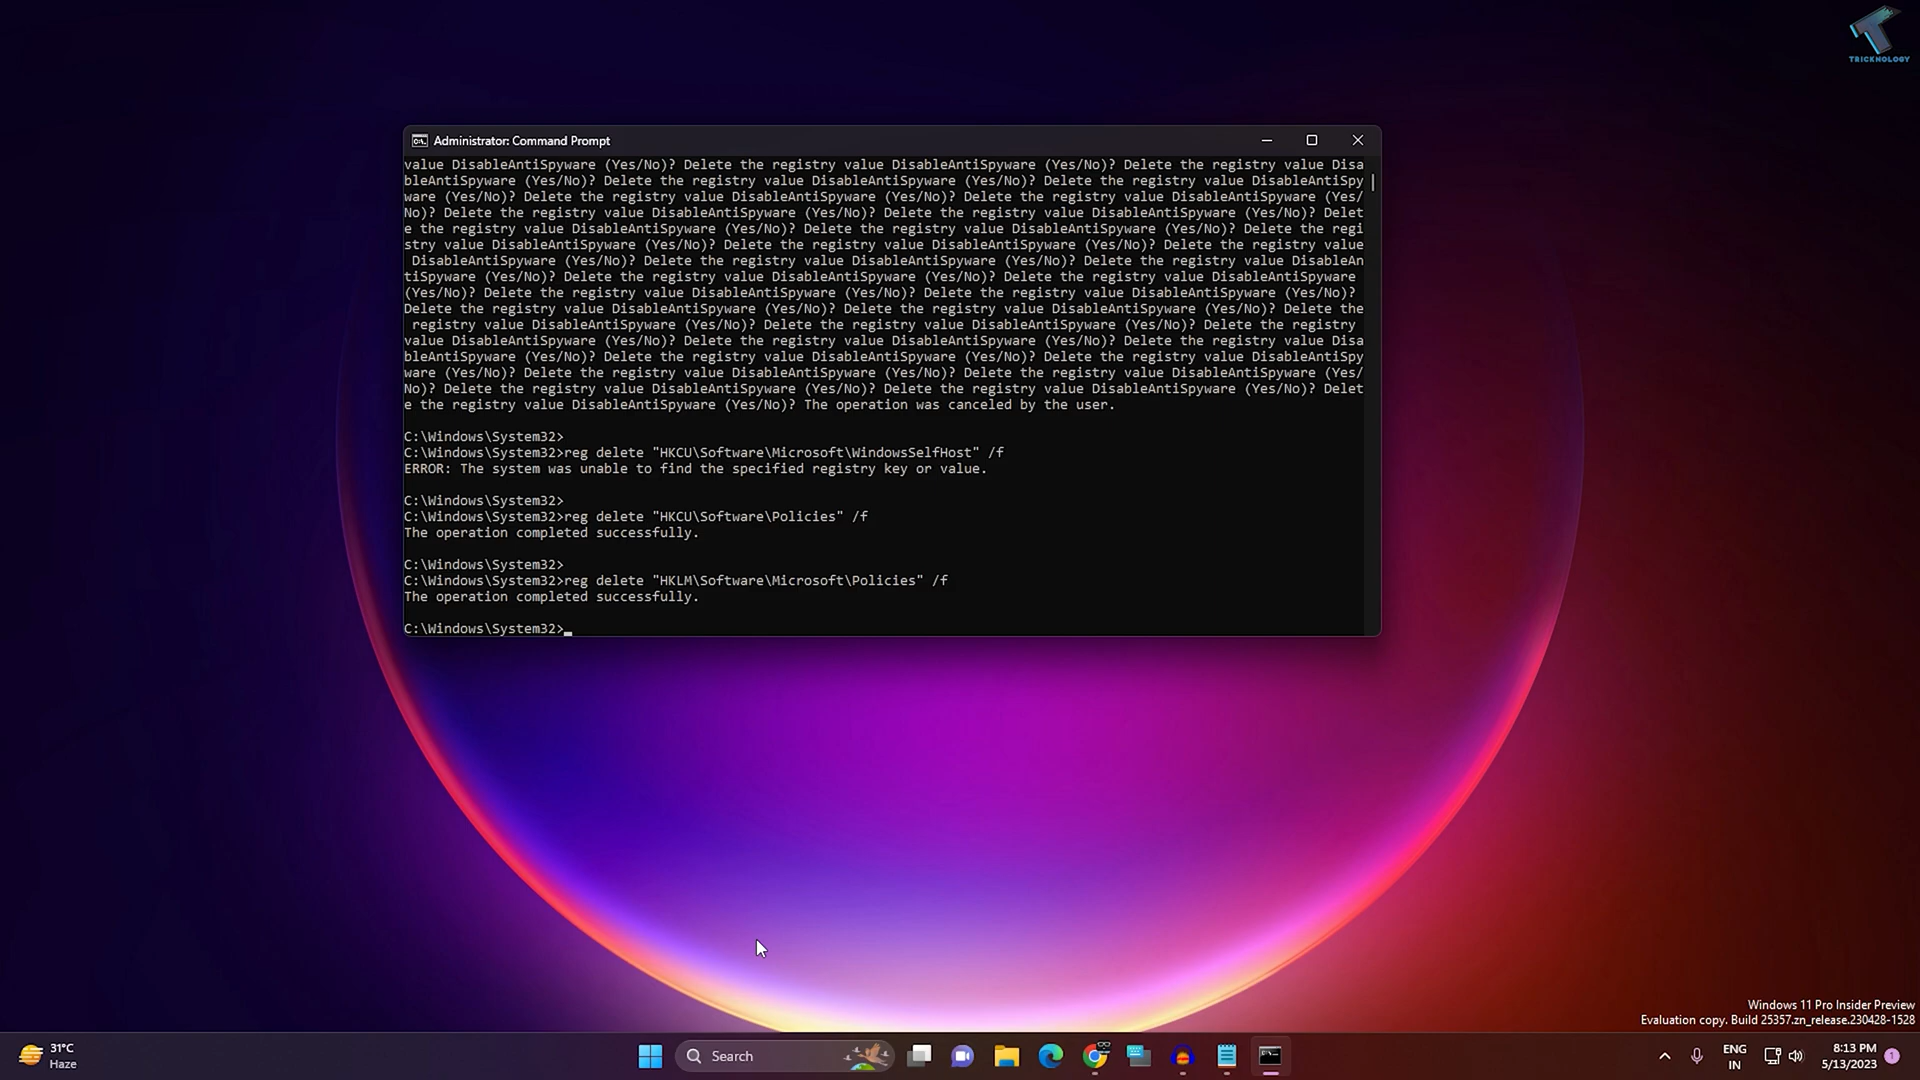 TRICKNOLOGY
Administrator: Command Prompt
value DisableAntiSpyware (Yes/No)? Delete the registry value DisableAntiSpyware (Yes/No)? Delete the registry value Disa
bleAntiSpyware (Yes/No)? Delete the registry value DisableAntiSpyware (Yes/No)? Delete the registry value DisableAntiSpy
ware (Yes/No)? Delete the registry value DisableAntiSpyware (Yes/No)? Delete the registry value DisableAntiSpyware (Yes/
No)? Delete the registry value DisableAntiSpyware (Yes/No)? Delete the registry value DisableAntiSpyware (Yes/No)? Delet
e the registry value DisableAntiSpyware (Yes/No)? Delete the registry value DisableAntiSpyware (Yes/No)? Delete the regi
stry value DisableAntiSpyware (Yes/No)? Delete the registry value DisableAntiSpyware (Yes/No)? Delete the registry value
DisableAntiSpyware (Yes/No)? Delete the registry value DisableAntiSpyware (Yes/No)? Delete the registry value DisableAn
tiSpyware (Yes/No)? Delete the registry value DisableAntiSpyware (Yes/No)? Delete the registry value DisableAntiSpyware
(Yes/No)? Delete the registry value DisableAntiSpyware (Yes/No)? Delete the registry value DisableAntiSpyware (Yes/No)?
Delete the registry value DisableAntiSpyware (Yes/No)? Delete the registry value DisableAntiSpyware (Yes/No)? Delete the
registry value DisableAntiSpyware (Yes/No)? Delete the registry value DisableAntiSpyware (Yes/No)? Delete the registry
value DisableAntiSpyware (Yes/No)? Delete the registry value DisableAntiSpyware (Yes/No)? Delete the registry value Disa
bleAntiSpyware (Yes/No)? Delete the registry value DisableAntiSpyware (Yes/No)? Delete the registry value DisableAntiSpy
ware (Yes/No)? Delete the registry value DisableAntiSpyware (Yes/No)? Delete the registry value DisableAntiSpyware (Yes/
No)? Delete the registry value DisableAntiSpyware (Yes/No)? Delete the registry value DisableAntiSpyware (Yes/No)? Delet
e the registry value DisableAntiSpyware (Yes/No)? The operation was canceled by the user.
C:\Windows\System32>
C:\Windows\System32>reg delete "HKCU\Software\Microsoft\WindowsSelfHost" /f
ERROR: The system was unable to find the specified registry key or value.
C:\Windows\System32>
C:\Windows\System32>reg delete "HKCU\Software\Policies" /f
The operation completed successfully.
C:\Windows\System32>
C:\Windows\System32>reg delete "HKLM\Software\Microsoft\Policies" /f
The operation completed successfully.
C:\Windows\System32>
Windows 11 Pro Insider Preview
Evaluation copy. Build 25357.zn_release.230428-1528
31°C
Haze
Search
ENG
IN
8:13 PM
5/13/2023
1